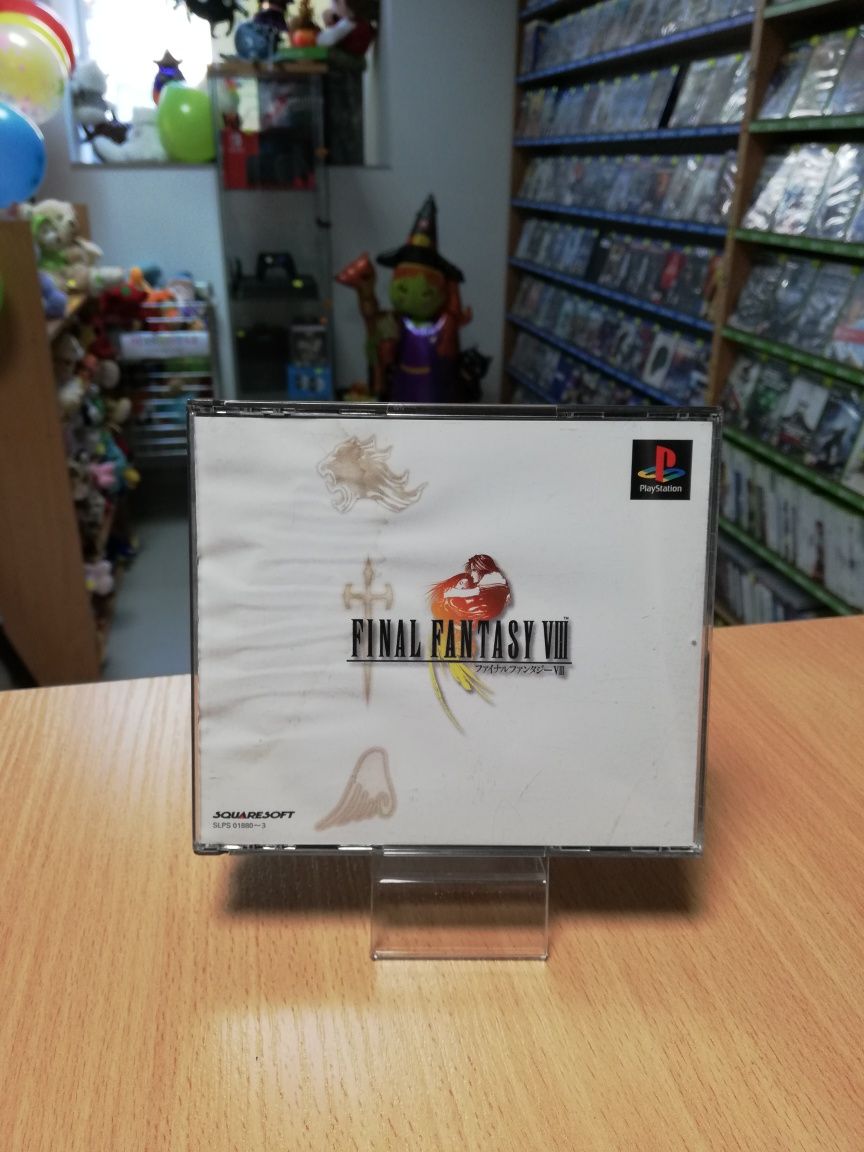 PlayStation
FINAL FANTASY VIII™
ファイナルファンタジーVIII
SQUARESOFT
SLPS 01880~3